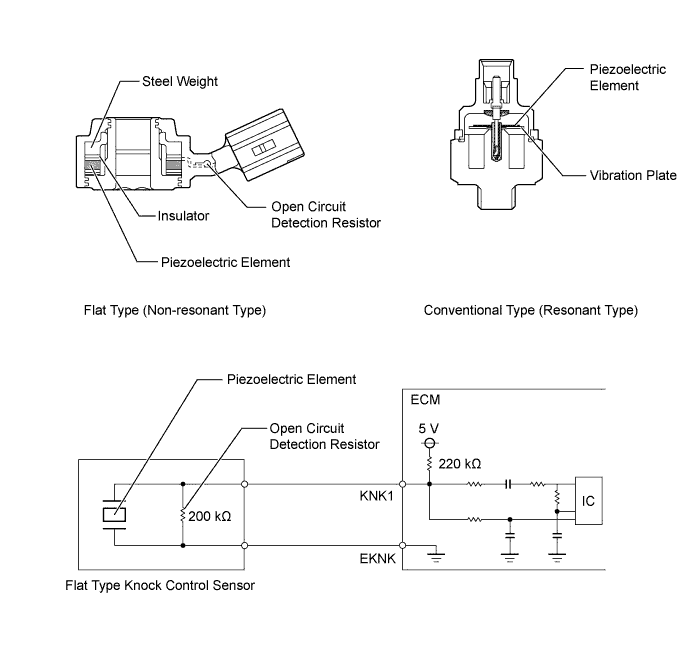 Steel Weight
Piezoelectric
Element
Vibration Plate
Insulator
Open Circuit
Detection Resistor
Piezoelectric Element
Flat Type (Non-resonant Type)
Conventional Type (Resonant Type)
Piezoelectric Element
ECM
Open Circuit
Detection Resistor
5 V
220 kΩ
KNK1
IC
200 kΩ
EKNK
Flat Type Knock Control Sensor